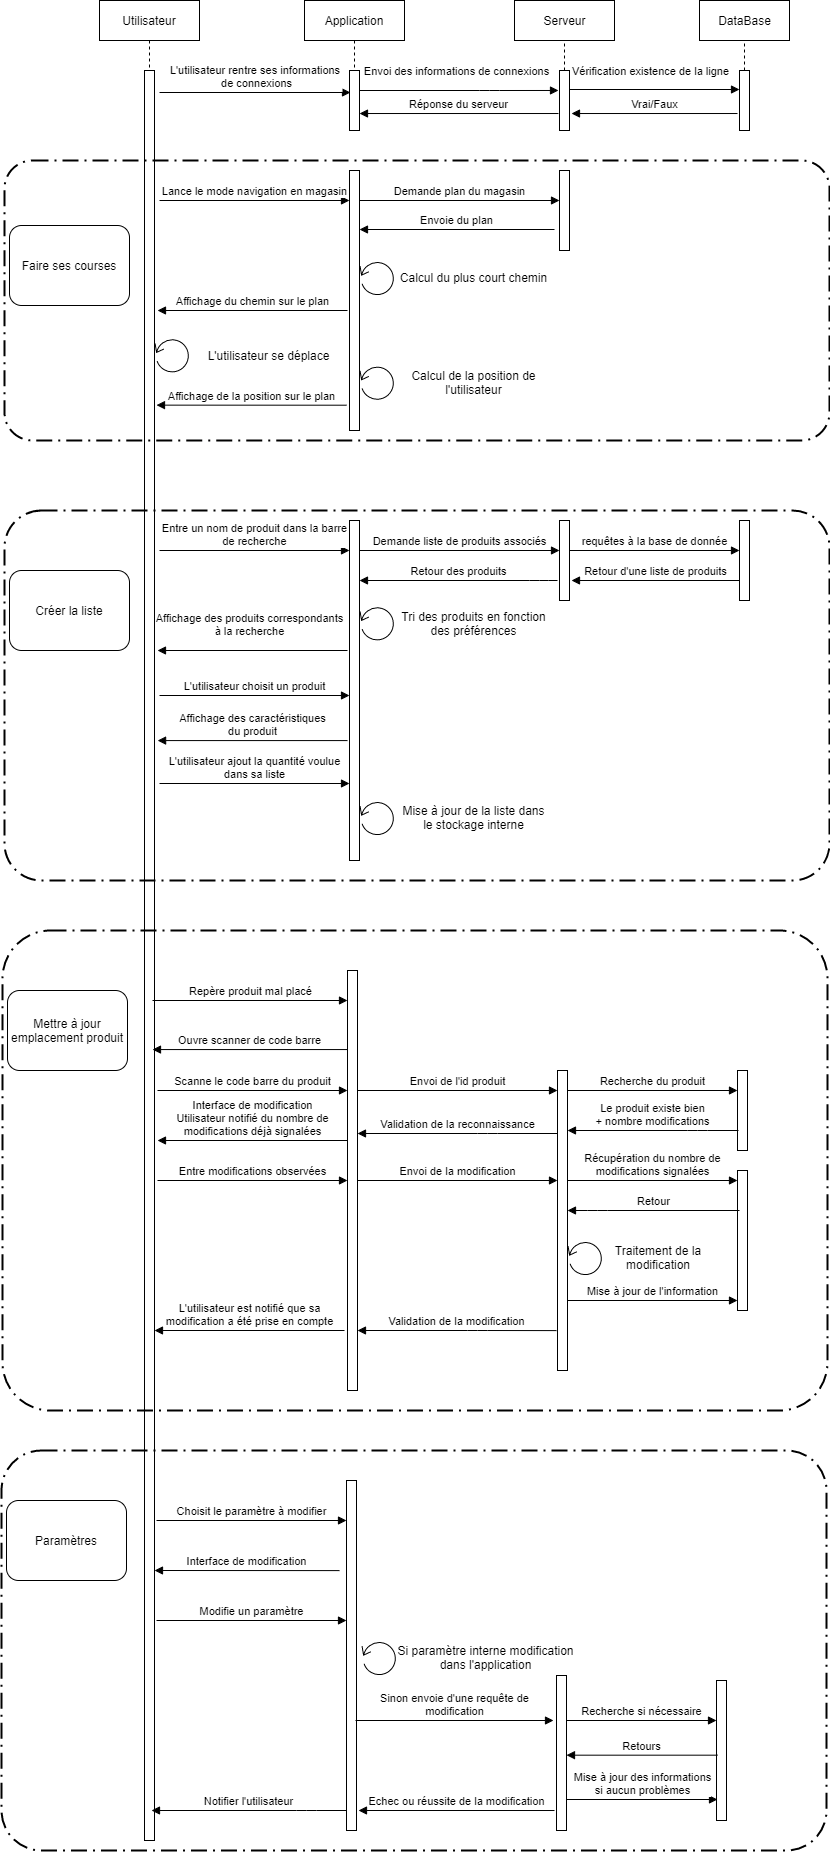 Utilisateur
Application
Serveur
DataBase
L'utilisateur rentre ses informations
de connexions
Envoi des informations de connexions
Vérification existence de la ligne
Réponse du serveur
Vrai/Faux
Faire ses courses
Lance le mode navigation en magasin
Demande plan du magasin
Envoie du plan
Calcul du plus court chemin
Affichage du chemin sur le plan
L'utilisateur se déplace
Calcul de la position de
l'utilisateur
Affichage de la position sur le plan
Créer la liste
Entre un nom de produit dans la barre
de recherche
Demande liste de produits associés
requêtes à la base de donnée
Retour des produits
Retour d'une liste de produits
Tri des produits en fonction
des préférences
Affichage des produits correspondants
à la recherche
L'utilisateur choisit un produit
Affichage des caractéristiques
du produit
L'utilisateur ajout la quantité voulue
dans sa liste
Mise à jour de la liste dans
le stockage interne
Mettre à jour
emplacement produit
Repère produit mal placé
Ouvre scanner de code barre
Scanne le code barre du produit
Envoi de l'id produit
Recherche du produit
Le produit existe bien
+ nombre modifications
Validation de la reconnaissance
Interface de modification
Utilisateur notifié du nombre de
modifications déjà signalées
Entre modifications observées
Envoi de la modification
Récupération du nombre de
modifications signalées
Retour
Traitement de la
modification
Mise à jour de l'information
Validation de la modification
L'utilisateur est notifié que sa
modification a été prise en compte
Paramètres
Choisit le paramètre à modifier
Interface de modification
Modifie un paramètre
Si paramètre interne modification
dans l'application
Sinon envoie d'une requête de
modification
Recherche si nécessaire
Retours
Mise à jour des informations
si aucun problèmes
Echec ou réussite de la modification
Notifier l'utilisateur